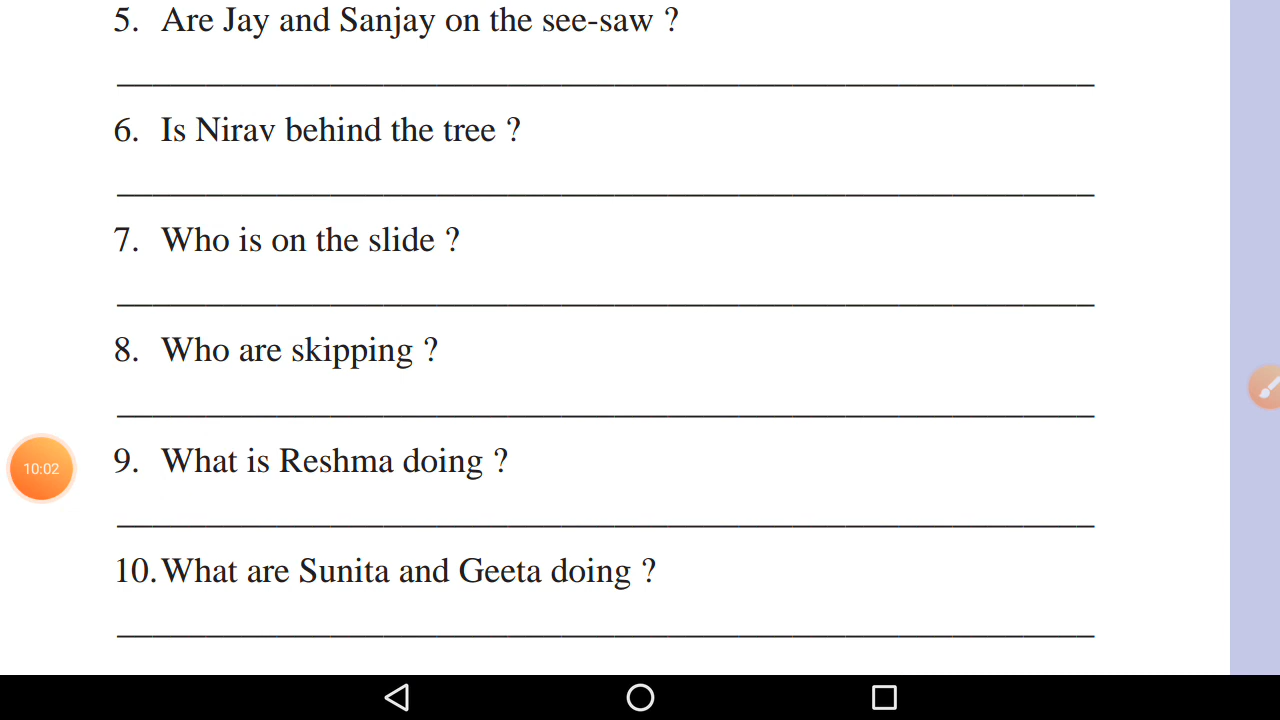 5. Are Jay and Sanjay on the see-saw ?
6. Is Nirav behind the tree ?
7. Who is on the slide ?
8. Who are skipping ?
10:02
9. What is Reshma doing ?
10. What are Sunita and Geeta doing ?